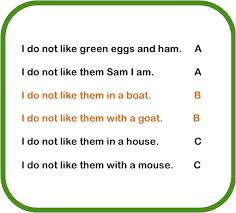 I do not like green eggs and ham. A
I do not like them Sam I am. A
I do not like them in a boat. B
I do not like them with a goat. B
I do not like them in a house. C
I do not like them with a mouse. C